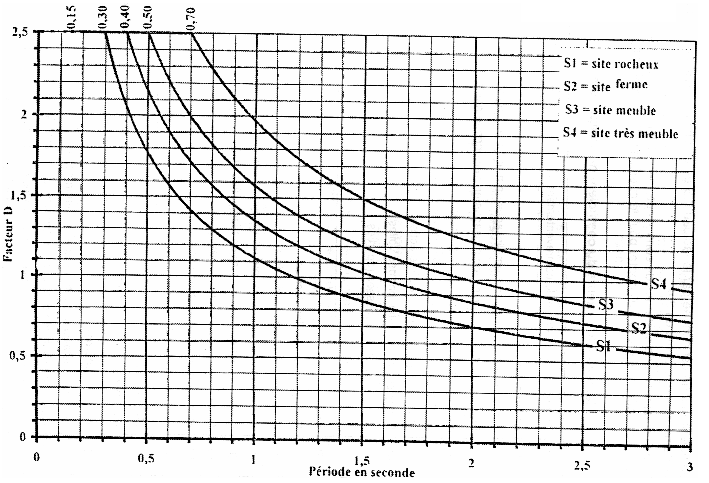 0,15 0,30 0,40 0,50 0,70
2,5
2
1,5
1
0,5
0
Facteur D
S1 = site rocheux
S2 = site ferme
S3 = site meuble
S4 = site très meuble
S4
S3
S2
S1
0 0,5 1 1,5 2 2,5 3
Période en seconde